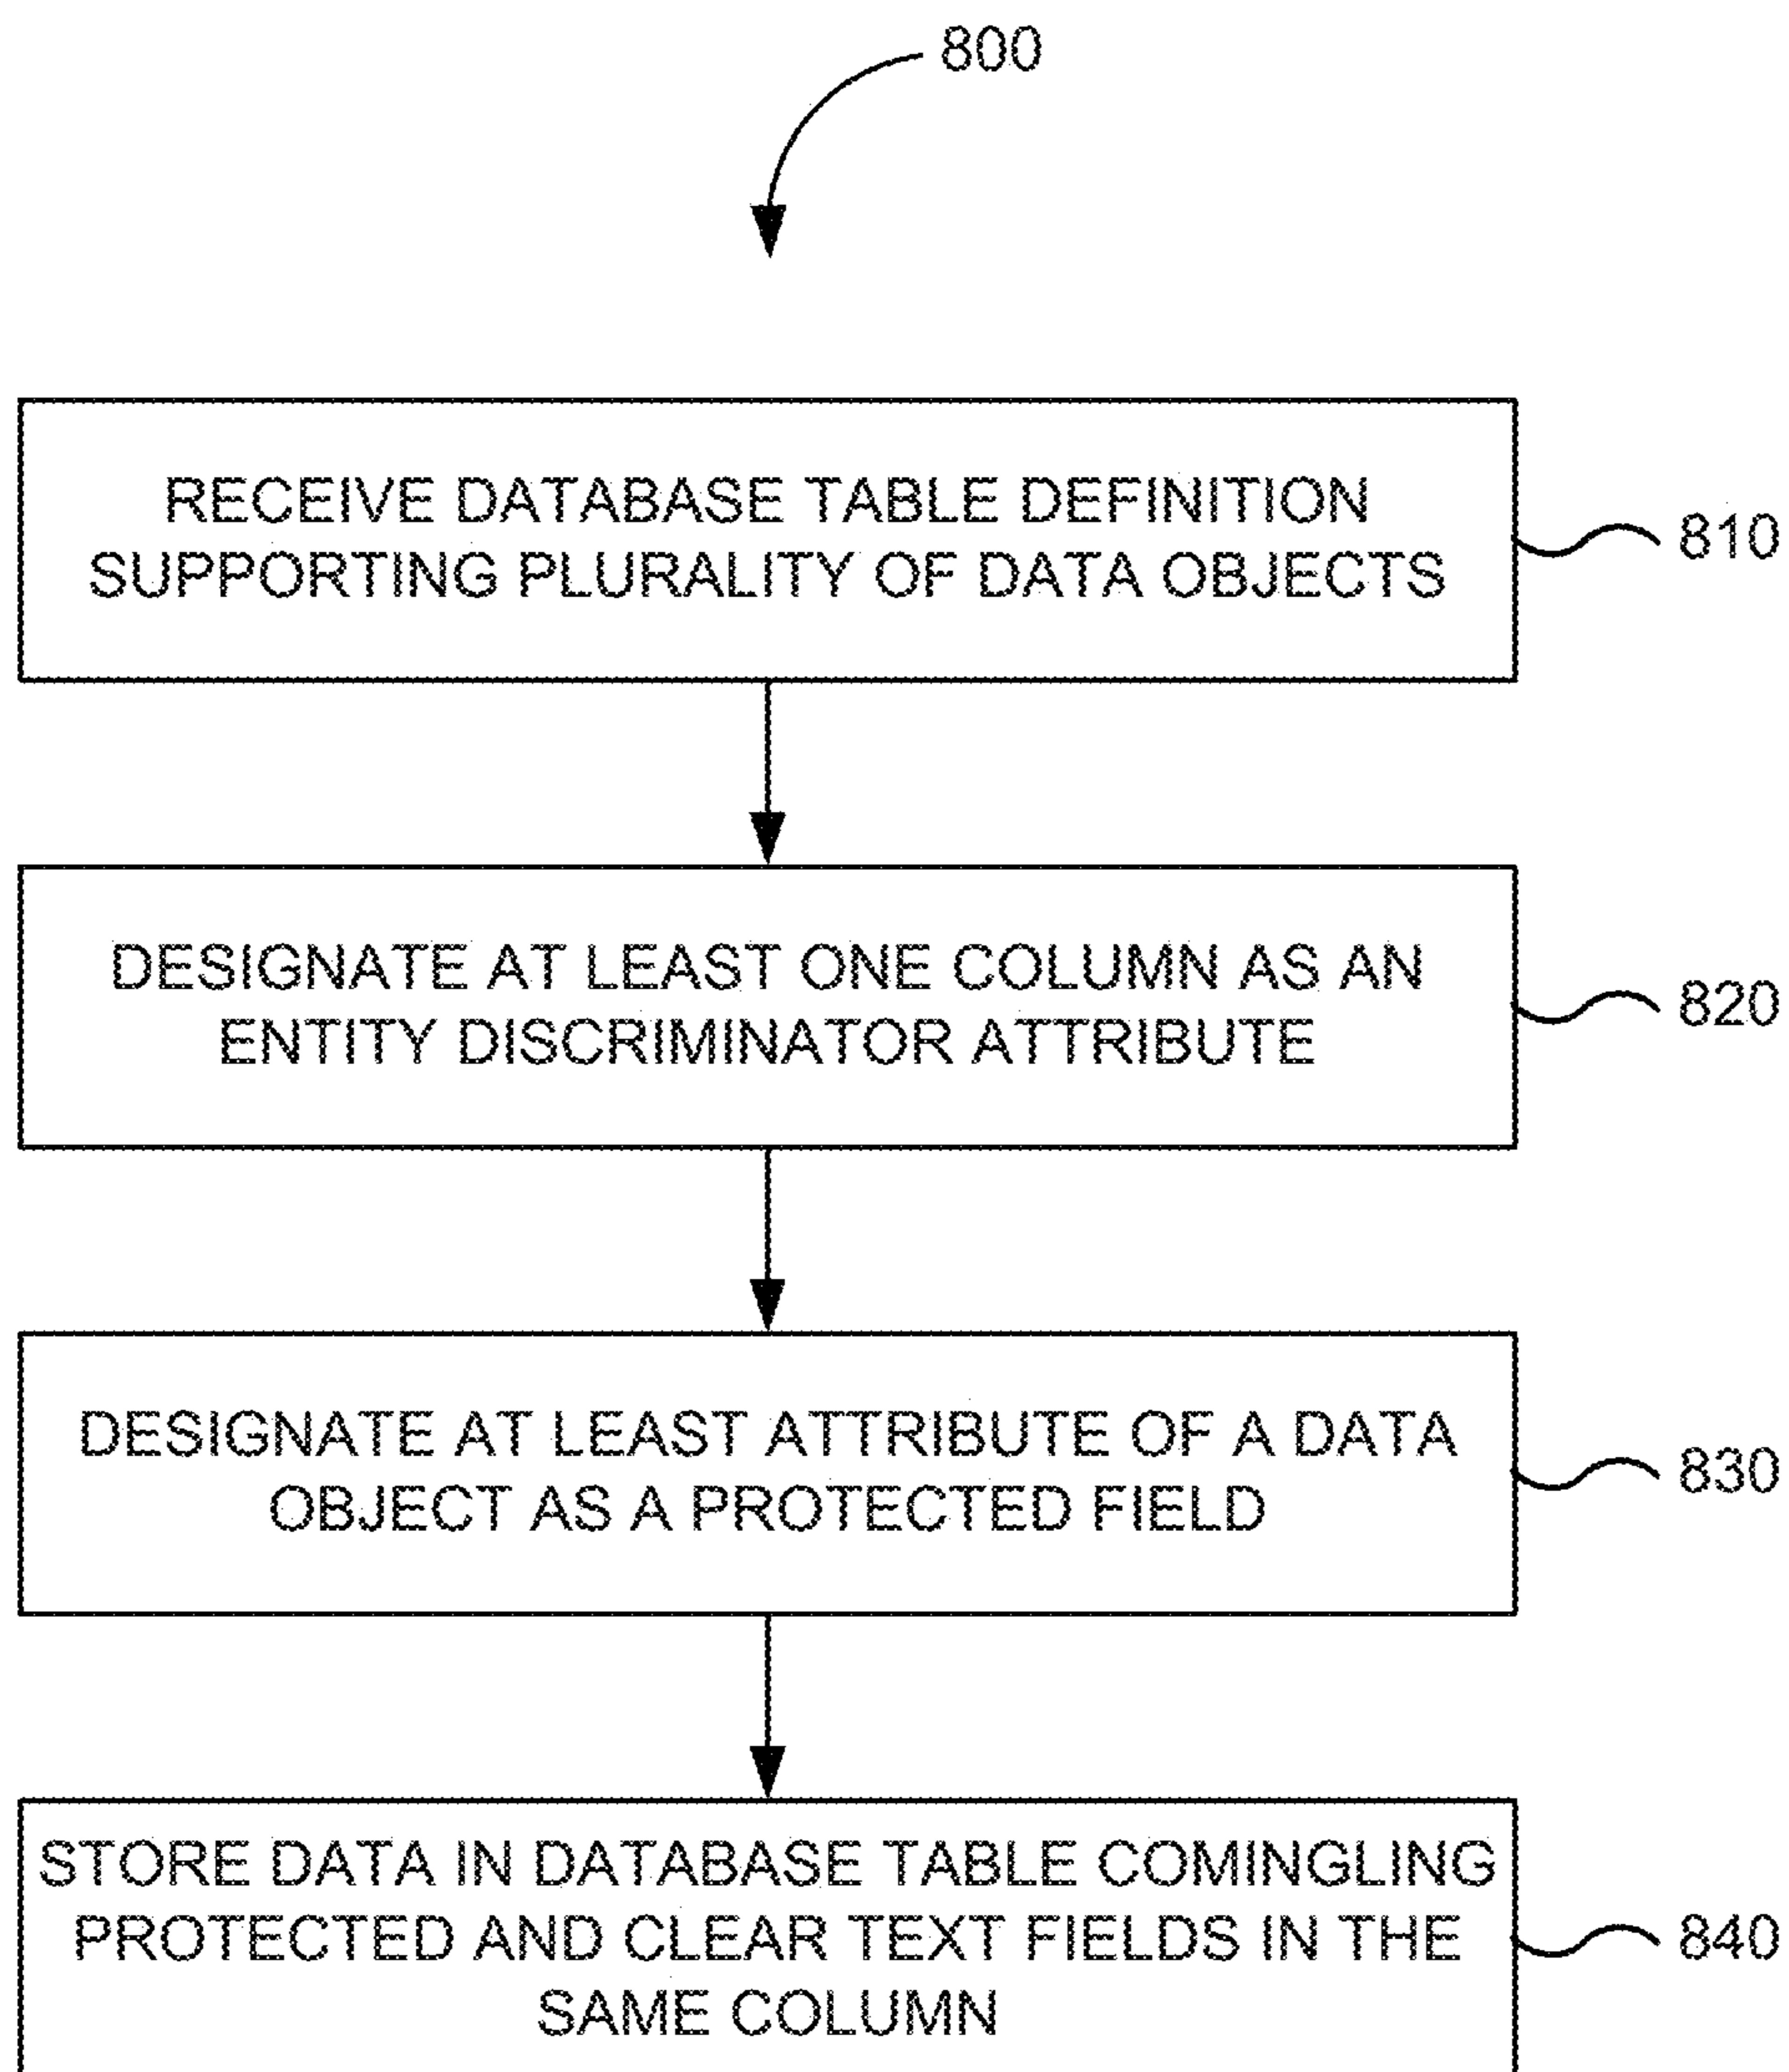 800
RECEIVE DATABASE TABLE DEFINITION
SUPPORTING PLURALITY OF DATA OBJECTS
810
DESIGNATE AT LEAST ONE COLUMN AS AN
ENTITY DISCRIMINATOR ATTRIBUTE
820
DESIGNATE AT LEAST ATTRIBUTE OF A DATA
OBJECT AS A PROTECTED FIELD
830
STORE DATA IN DATABASE TABLE COMINGLING
PROTECTED AND CLEAR TEXT FIELDS IN THE
SAME COLUMN
840